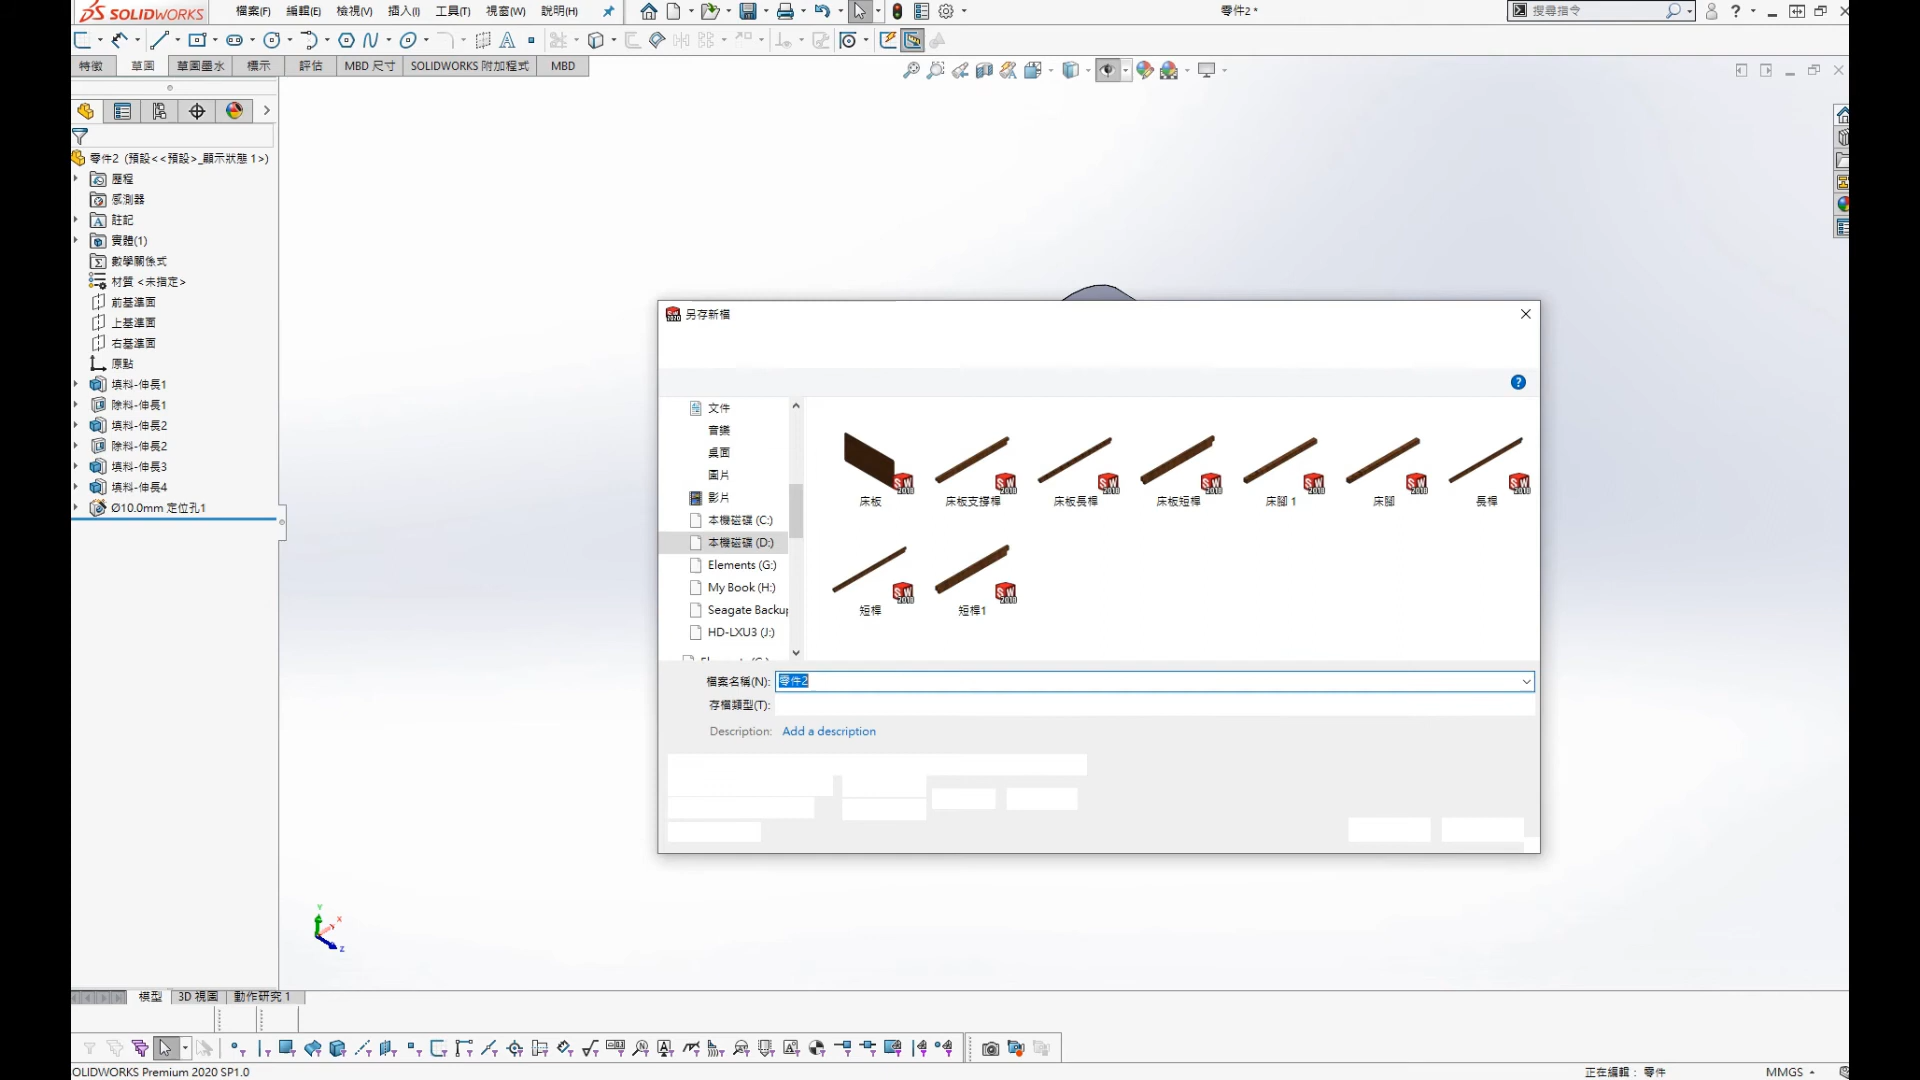 SOLIDWORKS 檔案(F) 編輯(E) 檢視(V) 插入(I) 工具(T) 視窗(W) 說明(H) 零件2 * 搜尋指令
特徵 草圖 草圖墨水 標示 評估 MBD 尺寸 SOLIDWORKS 附加程式 MBD
零件2 (預設<<預設>_顯示狀態 1>)
歷程
感測器
註記
實體(1)
數學關係式
材質 <未指定>
前基準面
上基準面
右基準面
原點
填料-伸長1
除料-伸長1
填料-伸長2
除料-伸長2
填料-伸長3
填料-伸長4
Ø10.0mm 定位孔1
另存新檔
文件
音樂
桌面
圖片
影片
本機磁碟 (C:)
本機磁碟 (D:)
Elements (G:)
My Book (H:)
Seagate Backup
HD-LXU3 (J:)
床板 床板支撐桿 床板長桿 床板短桿 床腳 1 床腳 長桿
短桿 短桿1
檔案名稱(N): 零件2
存檔類型(T):
Description: Add a description
模型 3D 視圖 動作研究 1
OLIDWORKS Premium 2020 SP1.0 正在編輯： 零件 MMGS